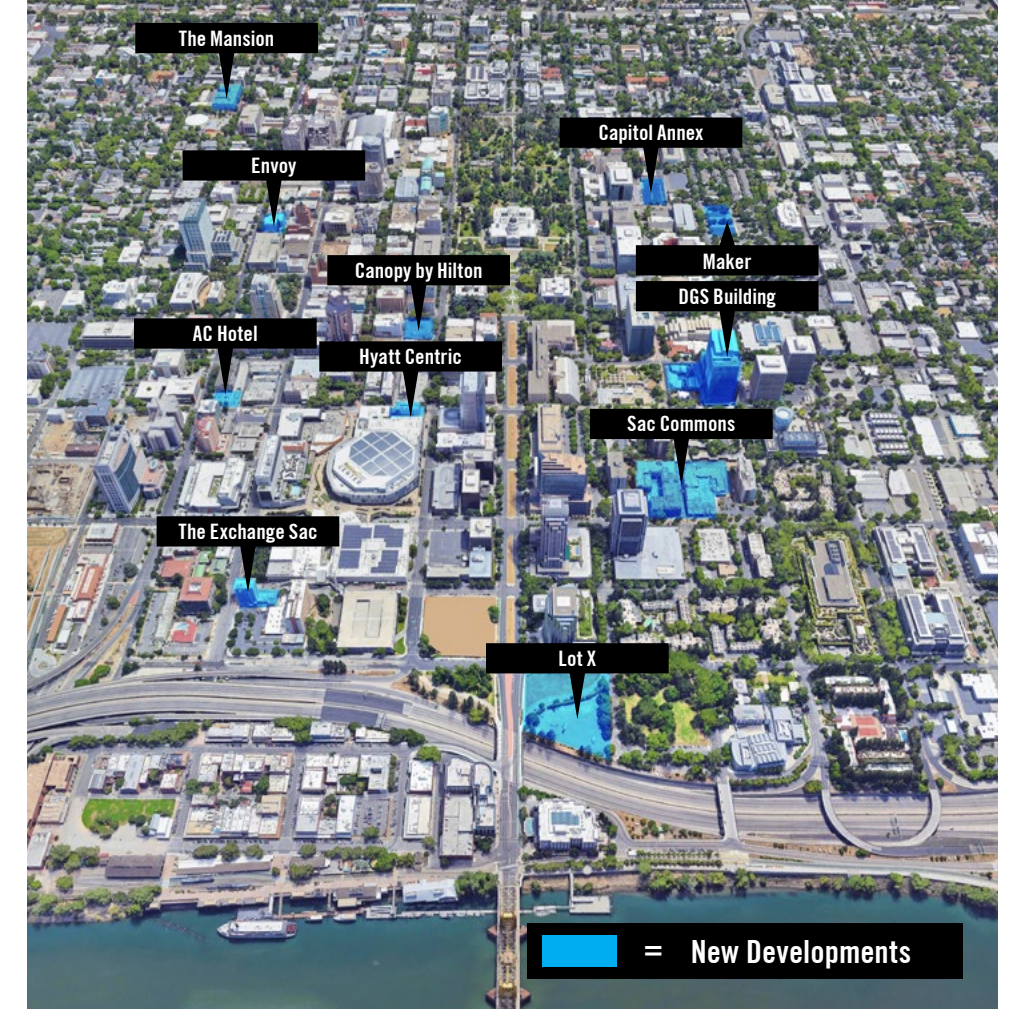 The Mansion
Capitol Annex
Envoy
Maker
Canopy by Hilton
DGS Building
AC Hotel
Hyatt Centric
Sac Commons
The Exchange Sac
Lot X
= New Developments